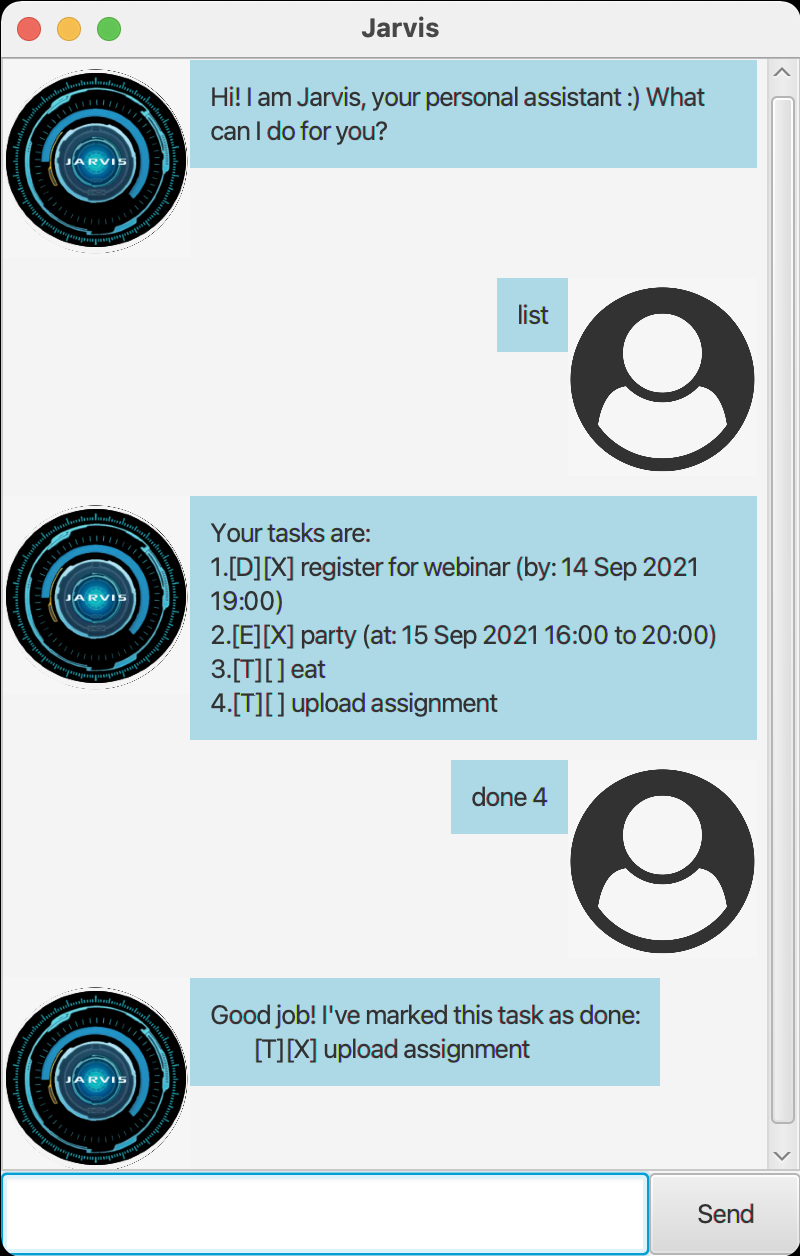 Jarvis
JARVIS
Hi! I am Jarvis, your personal assistant :) What
can I do for you?
list
JARVIS
Your tasks are:
1.[D][X] register for webinar (by: 14 Sep 2021
19:00)
2.[E][X] party (at: 15 Sep 2021 16:00 to 20:00)
3.[T][ ] eat
4.[T][ ] upload assignment
done 4
JARVIS
Good job! I've marked this task as done:
[T][X] upload assignment
Send